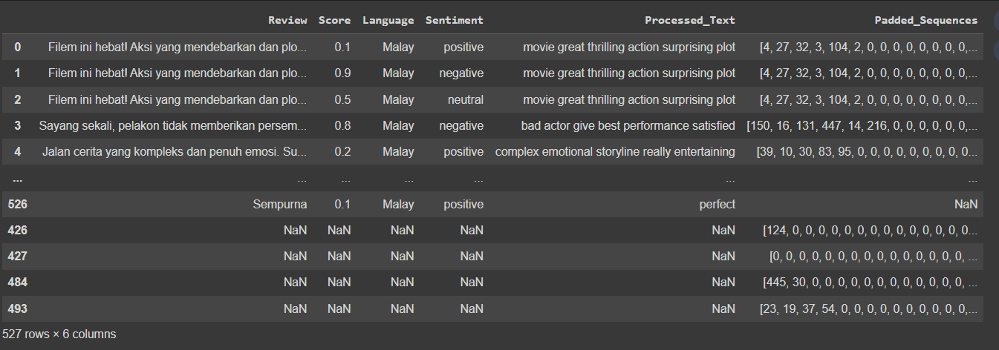 Review Score Language Sentiment Processed_Text Padded_Sequences
0 Filem ini hebat! Aksi yang mendebarkan dan plo... 0.1 Malay positive movie great thrilling action surprising plot [4, 27, 32, 3, 104, 2, 0, 0, 0, 0, 0, 0, 0, 0,...
1 Filem ini hebat! Aksi yang mendebarkan dan plo... 0.9 Malay negative movie great thrilling action surprising plot [4, 27, 32, 3, 104, 2, 0, 0, 0, 0, 0, 0, 0, 0,...
2 Filem ini hebat! Aksi yang mendebarkan dan plo... 0.5 Malay neutral movie great thrilling action surprising plot [4, 27, 32, 3, 104, 2, 0, 0, 0, 0, 0, 0, 0, 0,...
3 Sayang sekali, pelakon tidak memberikan persem... 0.8 Malay negative bad actor give best performance satisfied [150, 16, 131, 447, 14, 216, 0, 0, 0, 0, 0, 0,...
4 Jalan cerita yang kompleks dan penuh emosi. Su... 0.2 Malay positive complex emotional storyline really entertaining [39, 10, 30, 83, 95, 0, 0, 0, 0, 0, 0, 0, 0, 0...
... ... ... ... ... ... ...
526 Sempurna 0.1 Malay positive perfect NaN
426 NaN NaN NaN NaN NaN [124, 0, 0, 0, 0, 0, 0, 0, 0, 0, 0, 0, 0, 0, 0...
427 NaN NaN NaN NaN NaN [0, 0, 0, 0, 0, 0, 0, 0, 0, 0, 0, 0, 0, 0, 0, ...
484 NaN NaN NaN NaN NaN [445, 30, 0, 0, 0, 0, 0, 0, 0, 0, 0, 0, 0, 0, ...
493 NaN NaN NaN NaN NaN [23, 19, 37, 54, 0, 0, 0, 0, 0, 0, 0, 0, 0, 0,...
527 rows × 6 columns